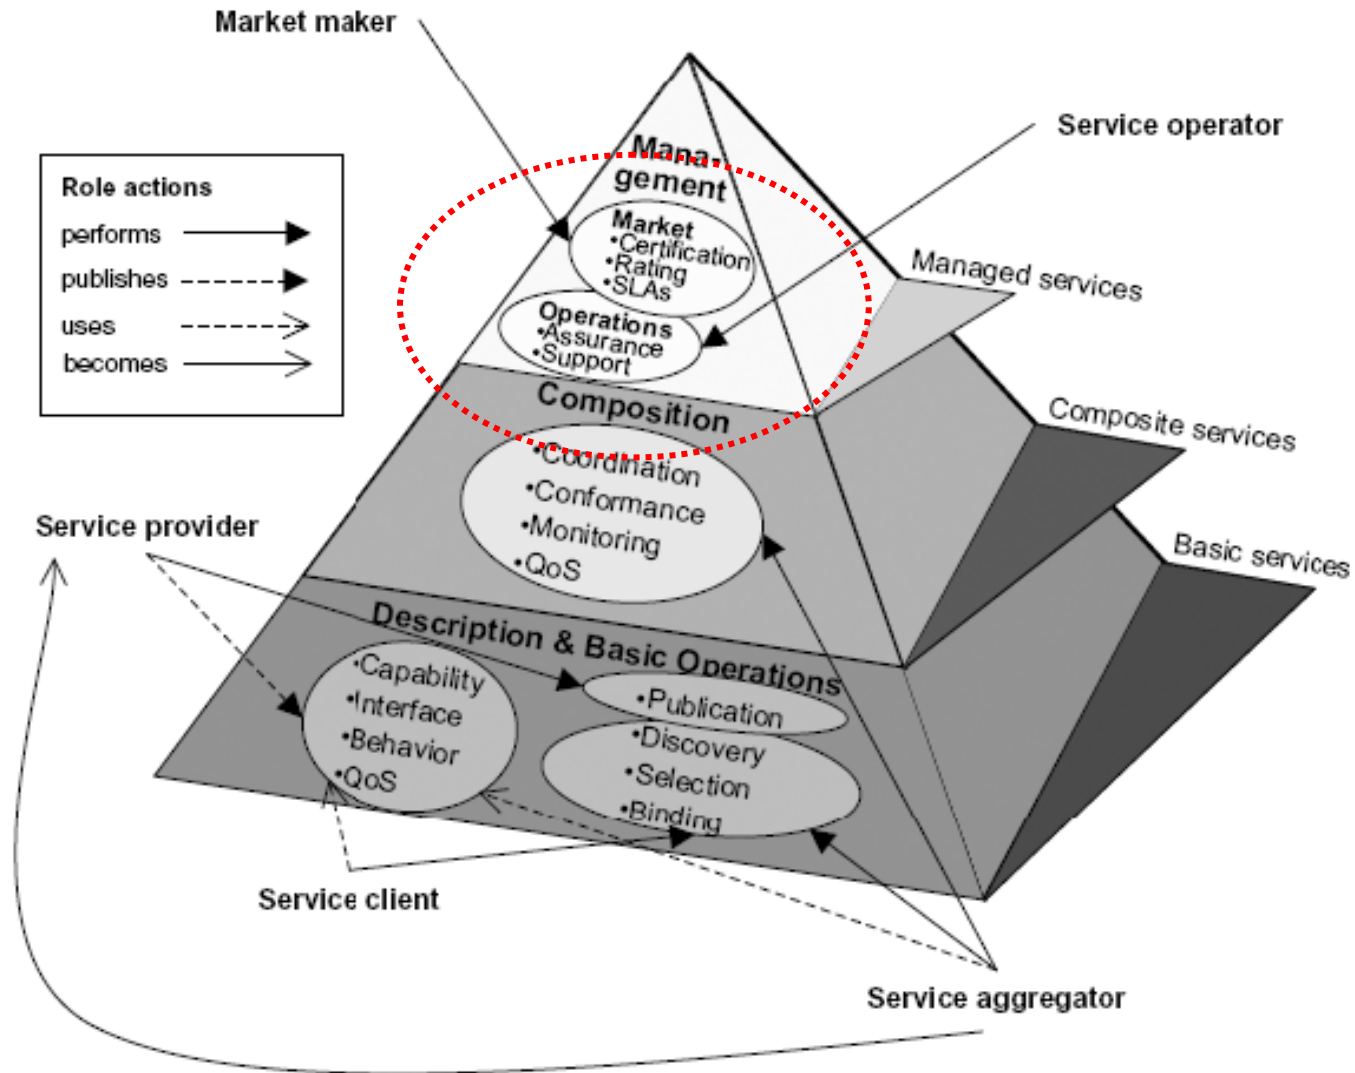 Market maker
Service operator
Role actions
performs
publishes
uses
becomes
Mana-
gement
Market
•Certification
•Rating
•SLAs
Operations
•Assurance
•Support
Managed services
Composition
•Coordination
•Conformance
•Monitoring
•QoS
Composite services
Service provider
Basic services
Description & Basic Operations
•Capability
•Interface
•Behavior
•QoS
•Publication
•Discovery
•Selection
•Binding
Service client
Service aggregator